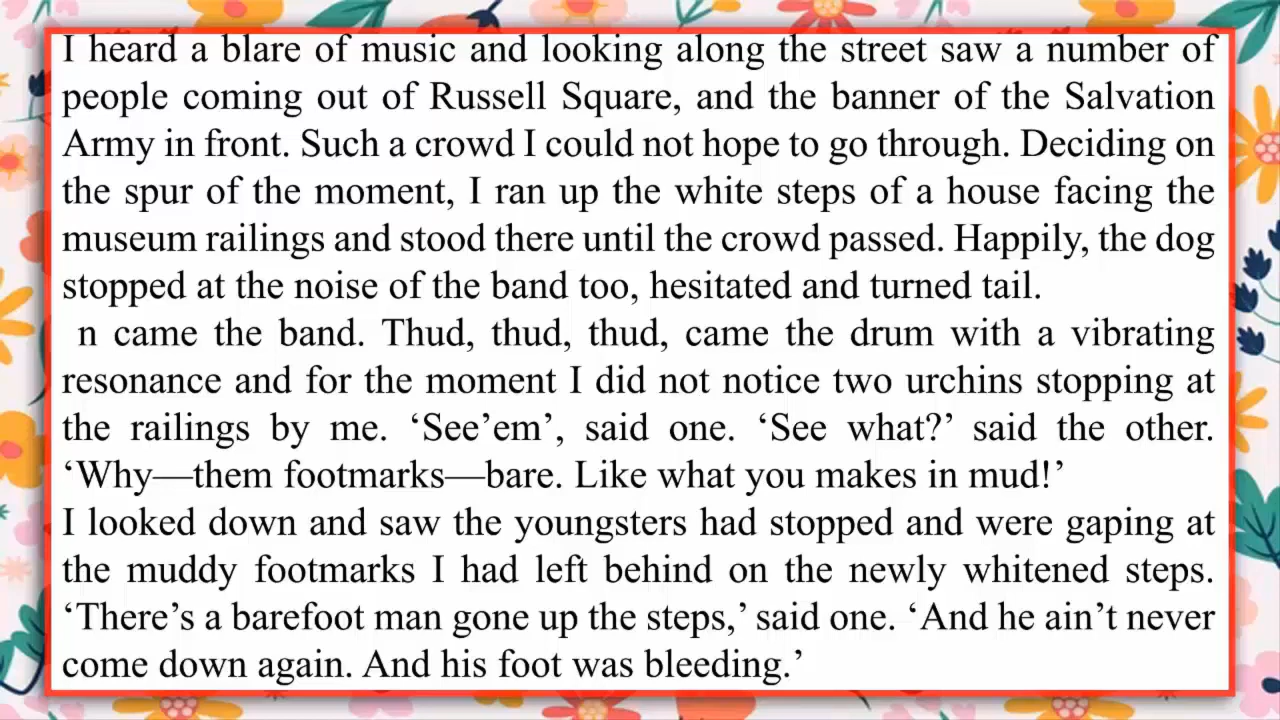 I heard a blare of music and looking along the street saw a number of
people coming out of Russell Square, and the banner of the Salvation
Army in front. Such a crowd I could not hope to go through. Deciding on
the spur of the moment, I ran up the white steps of a house facing the
museum railings and stood there until the crowd passed. Happily, the dog
stopped at the noise of the band too, hesitated and turned tail.
n came the band. Thud, thud, thud, came the drum with a vibrating
resonance and for the moment I did not notice two urchins stopping at
the railings by me. ‘See’em’, said one. ‘See what?’ said the other.
‘Why—them footmarks—bare. Like what you makes in mud!’
I looked down and saw the youngsters had stopped and were gaping at
the muddy footmarks I had left behind on the newly whitened steps.
‘There’s a barefoot man gone up the steps,’ said one. ‘And he ain’t never
come down again. And his foot was bleeding.’